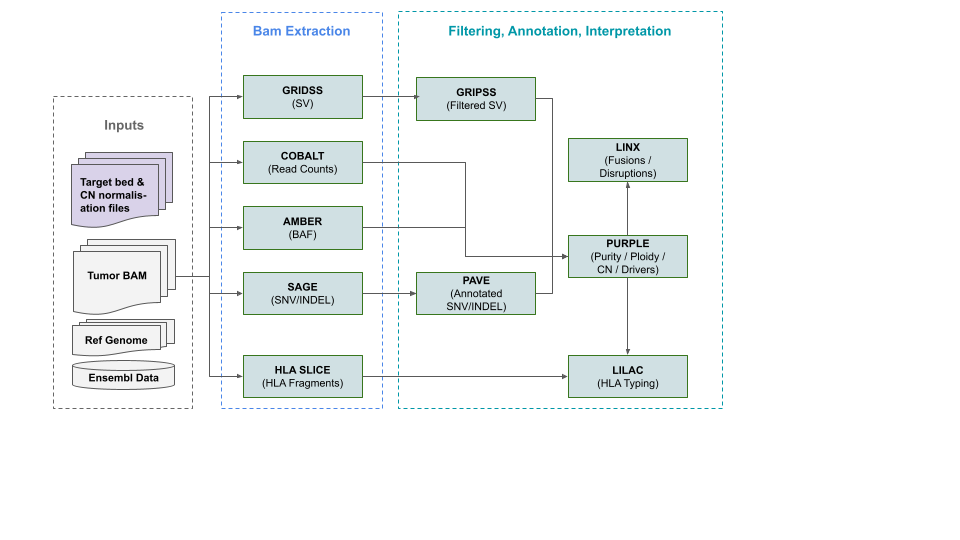 Inputs
Target bed &
CN normalis-
ation files
Tumor BAM
Ref Genome
Ensembl Data
Bam Extraction
GRIDSS
(SV)
COBALT
(Read Counts)
AMBER
(BAF)
SAGE
(SNV/INDEL)
HLA SLICE
(HLA Fragments)
Filtering, Annotation, Interpretation
GRIPSS
(Filtered SV)
PAVE
(Annotated
SNV/INDEL)
LINX
(Fusions /
Disruptions)
PURPLE
(Purity / Ploidy /
CN / Drivers)
LILAC
(HLA Typing)